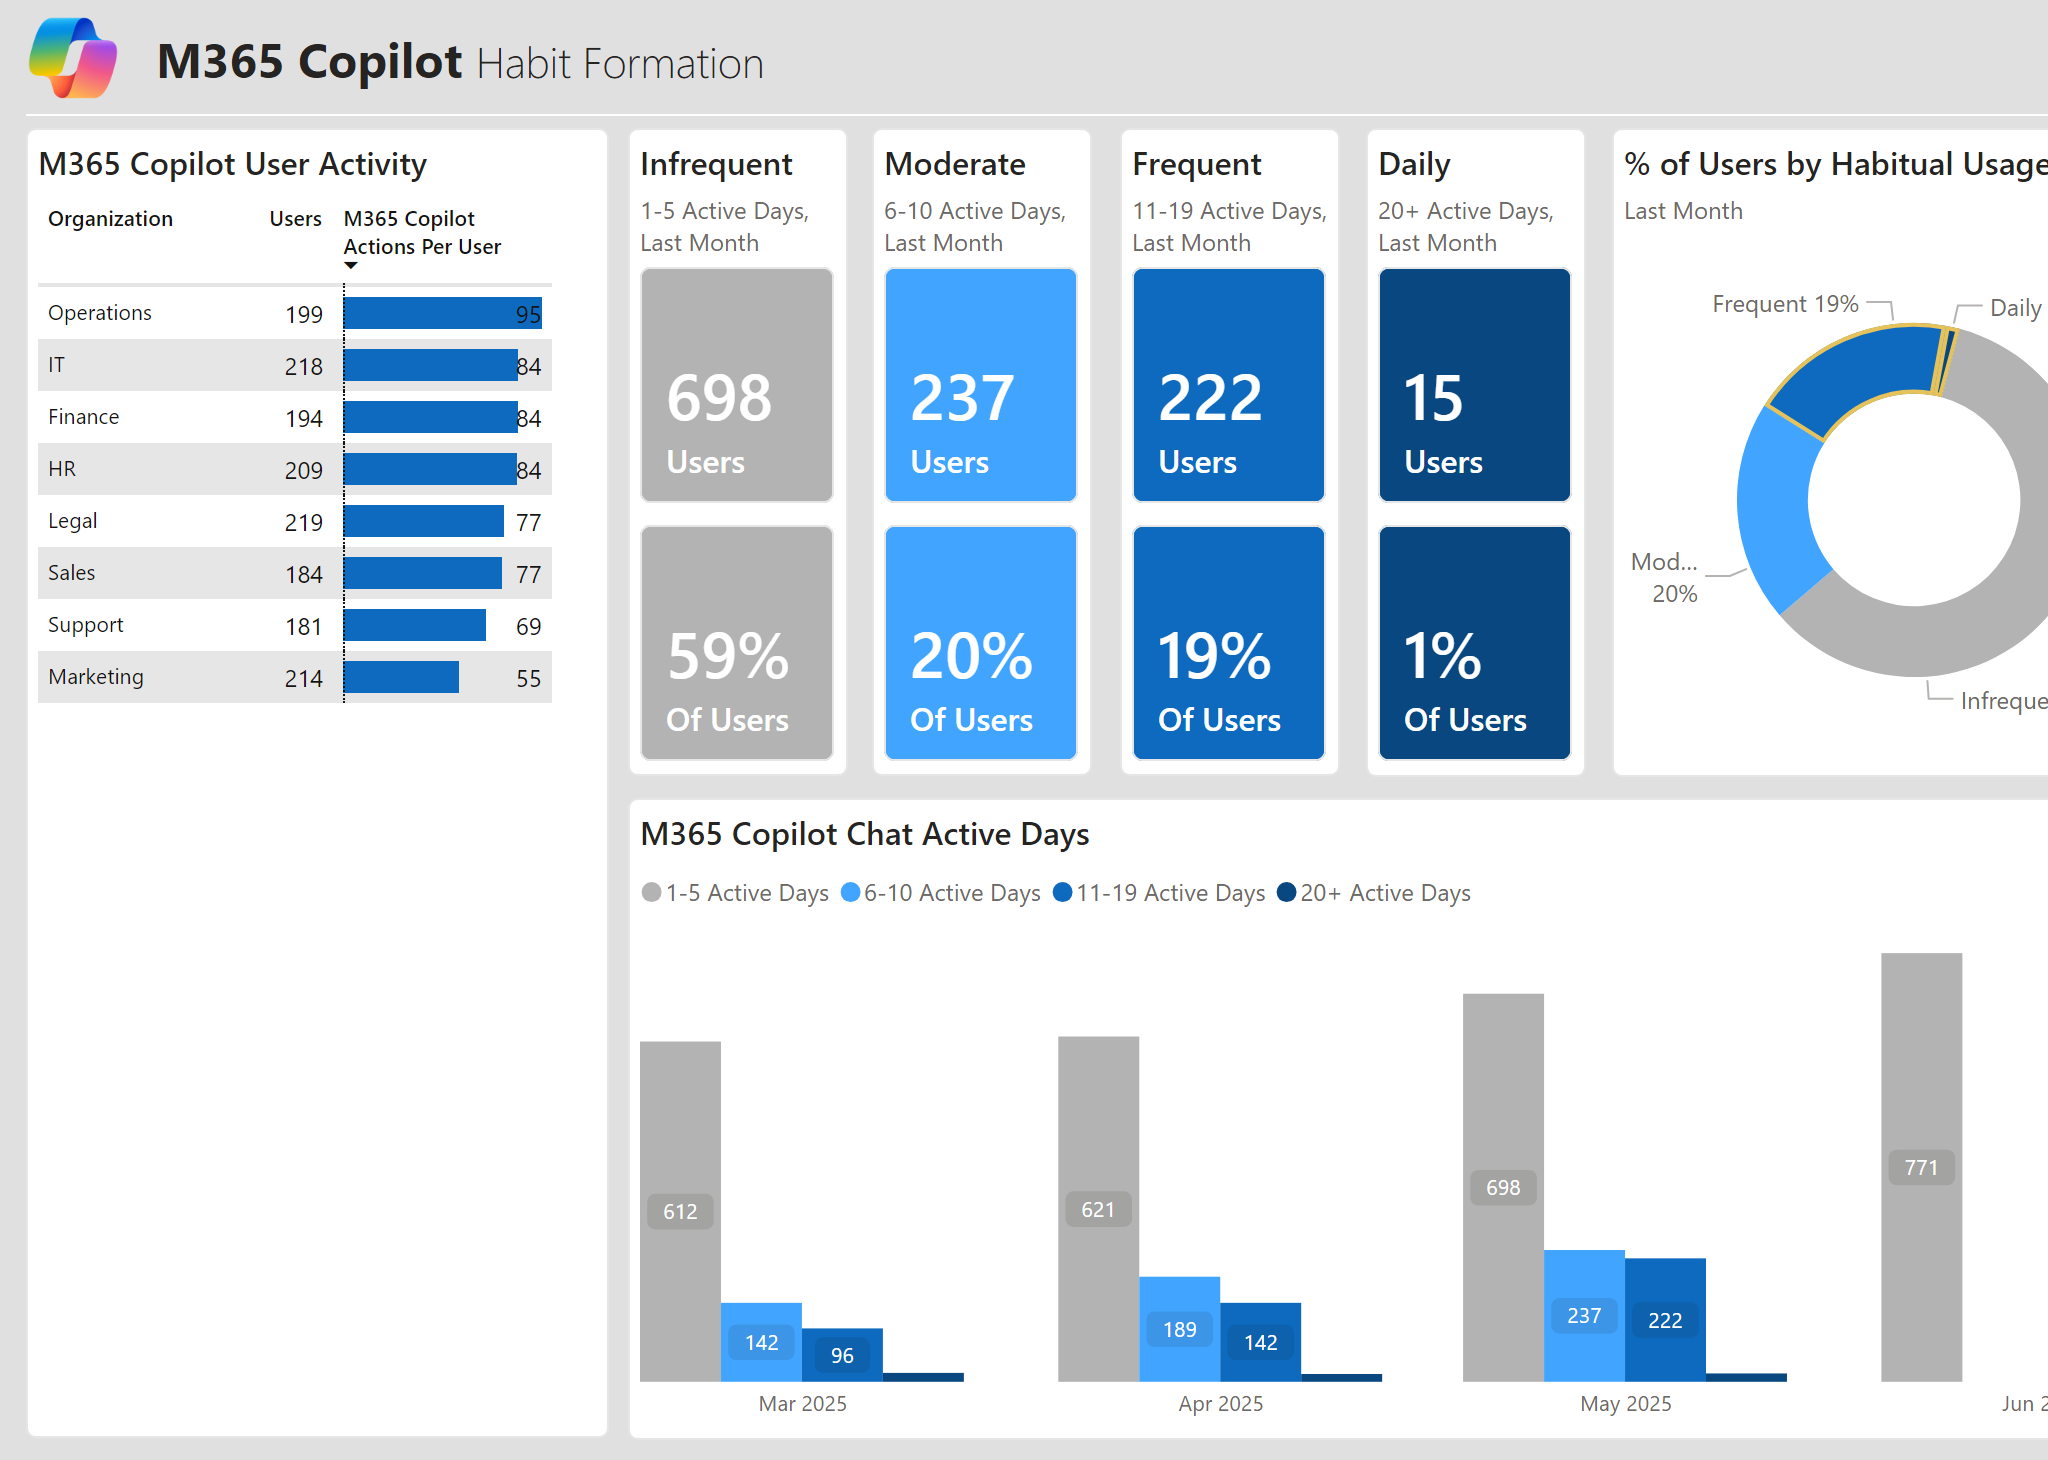 M365 Copilot Habit Formation
M365 Copilot User Activity
Organization Users M365 Copilot
Actions Per User
Operations 199 95
IT 218 84
Finance 194 84
HR 209 84
Legal 219 77
Sales 184 77
Support 181 69
Marketing 214 55
Infrequent
1-5 Active Days,
Last Month
698
Users
59%
Of Users
Moderate
6-10 Active Days,
Last Month
237
Users
20%
Of Users
Frequent
11-19 Active Days,
Last Month
222
Users
19%
Of Users
Daily
20+ Active Days,
Last Month
15
Users
1%
Of Users
% of Users by Habitual Usage
Last Month
Frequent 19%
Daily
Mod...
20%
Infreque
M365 Copilot Chat Active Days
1-5 Active Days 6-10 Active Days 11-19 Active Days 20+ Active Days
612 142 96
621 189 142
698 237 222
771
Mar 2025 Apr 2025 May 2025 Jun